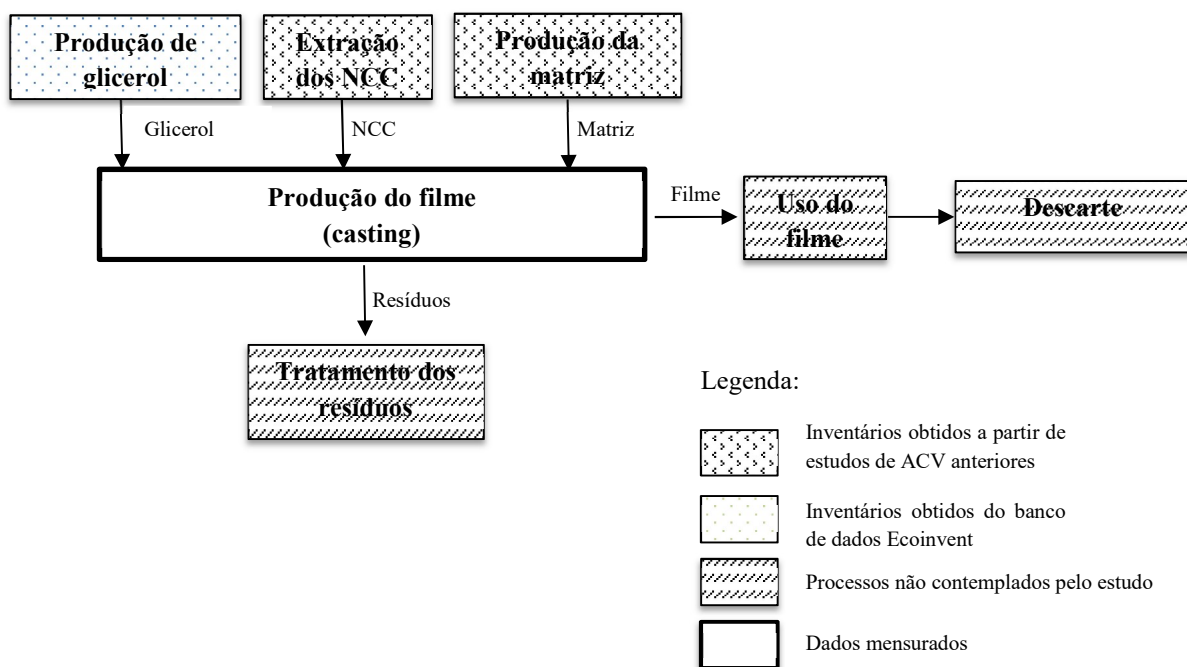 Produção de
glicerol
Extração
dos NCC
Produção da
matriz
Glicerol
NCC
Matriz
Produção do filme
(casting)
Filme
Uso do
filme
Descarte
Resíduos
Tratamento dos
resíduos
Legenda:
Inventários obtidos a partir de
estudos de ACV anteriores
Inventários obtidos do banco
de dados Ecoinvent
Processos não contemplados pelo estudo
Dados mensurados